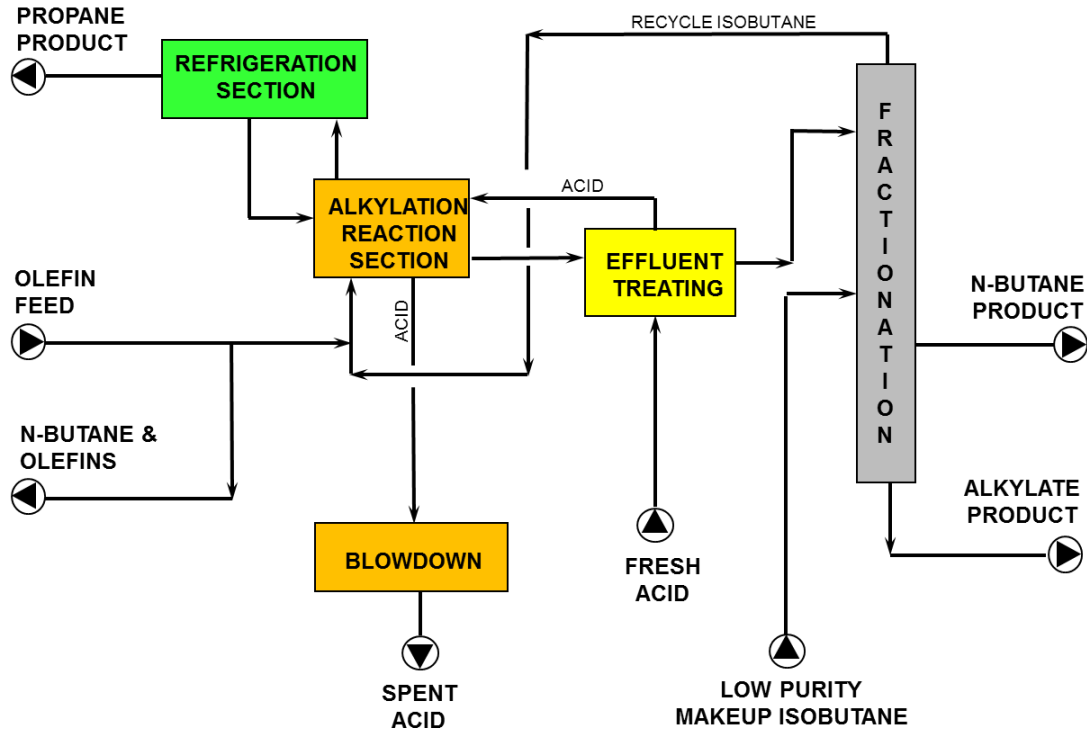 PROPANE
PRODUCT
RECYCLE ISOBUTANE
REFRIGERATION
SECTION
FRACTIONATION
ACID
ALKYLATION
REACTION
SECTION
EFFLUENT
TREATING
OLEFIN
FEED
N-BUTANE
PRODUCT
ACID
N-BUTANE &
OLEFINS
ALKYLATE
PRODUCT
BLOWDOWN
FRESH
ACID
SPENT
ACID
LOW PURITY
MAKEUP ISOBUTANE